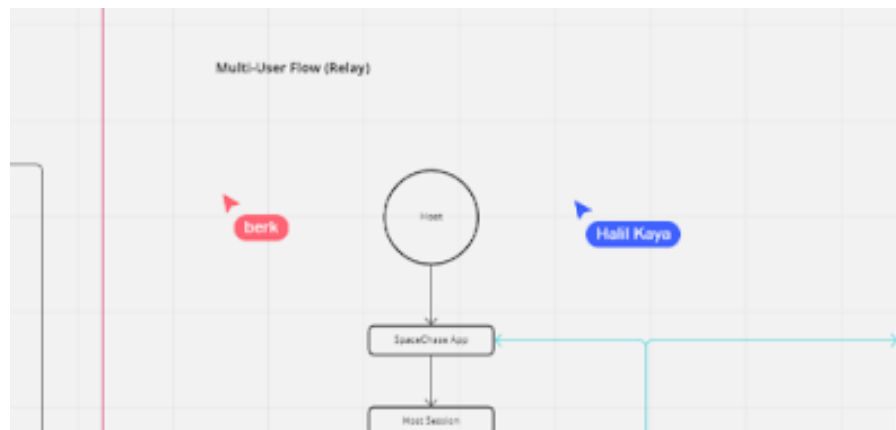 Multi-User Flow (Relay)
Host
berk
Halil Kaya
SpaceChase App
Host Session